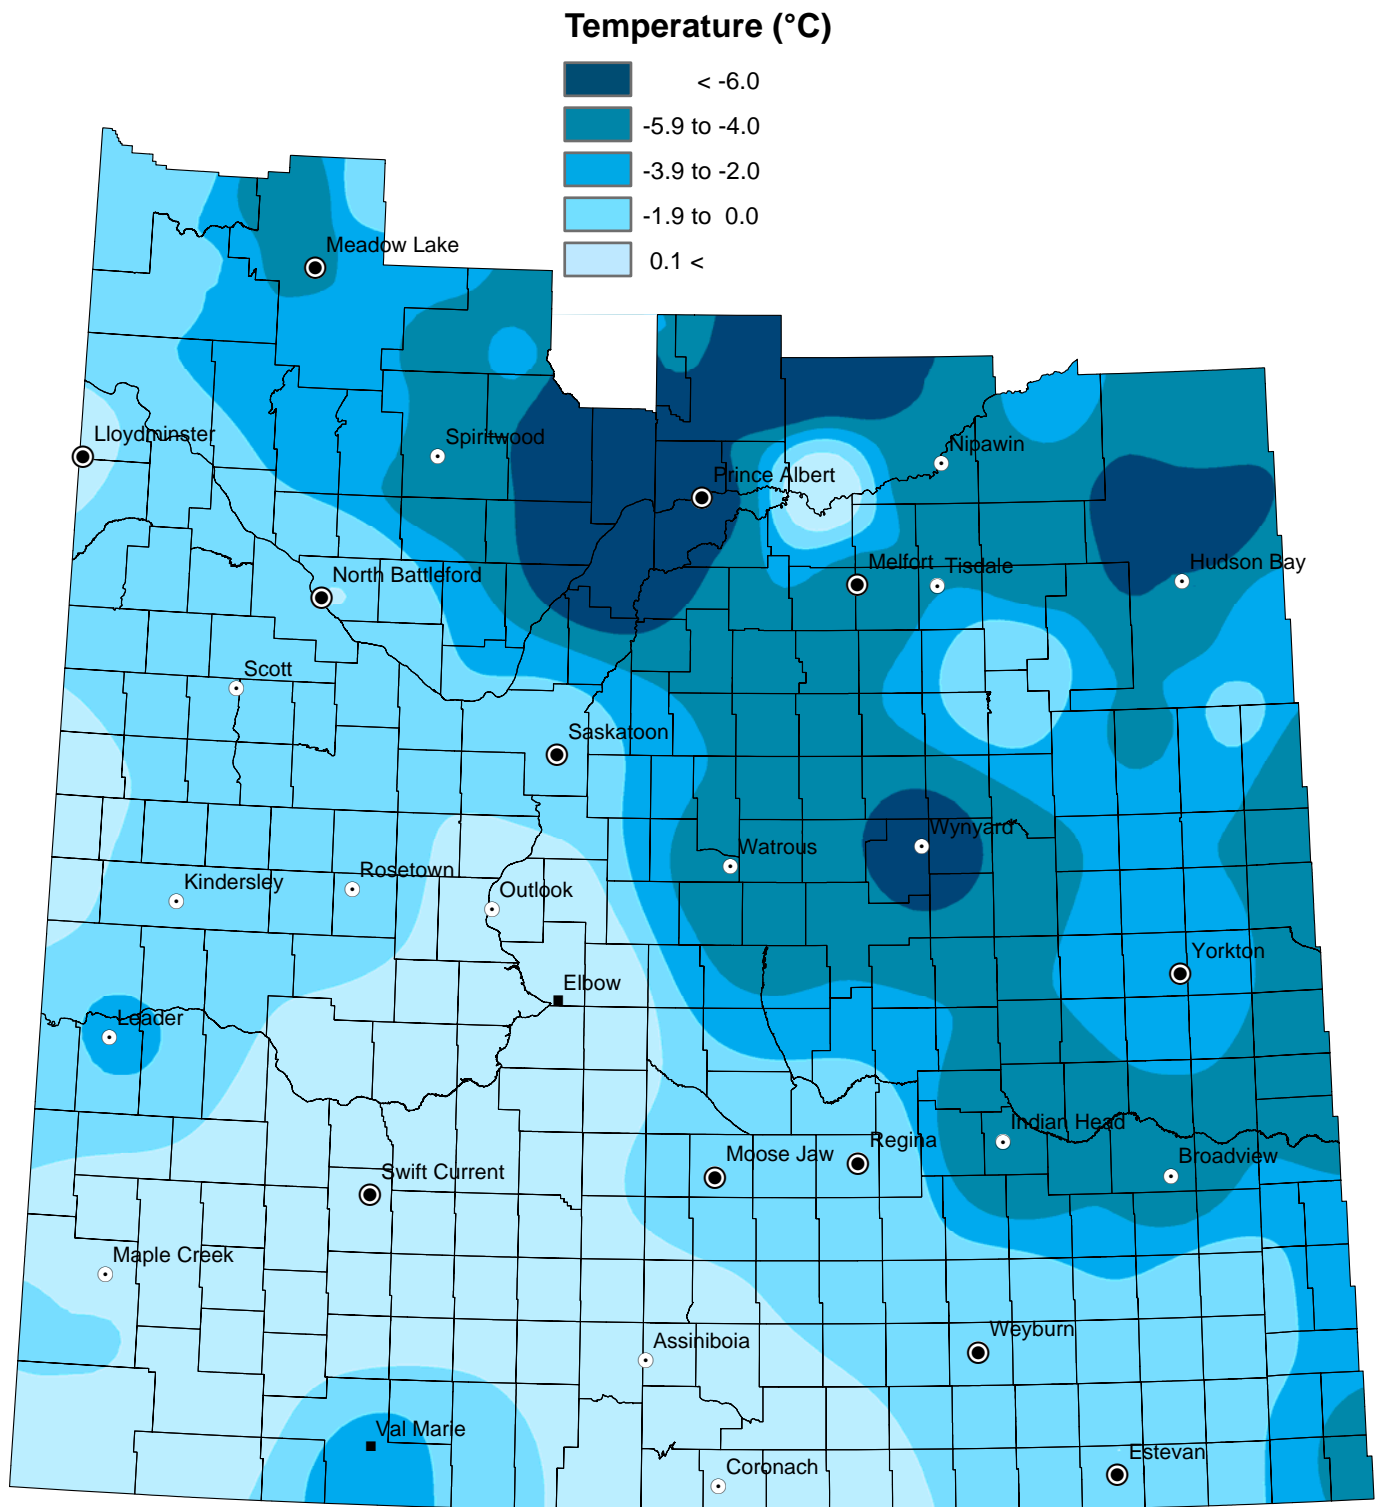 Temperature (°C)
< -6.0
-5.9 to -4.0
-3.9 to -2.0
-1.9 to 0.0
0.1 <
Meadow Lake
Lloydminster
Spiritwood
Nipawin
Prince Albert
North Battleford
Melfort
Tisdale
Hudson Bay
Scott
Saskatoon
Wynyard
Watrous
Rosetown
Kindersley
Outlook
Yorkton
Elbow
Leader
Indian Head
Regina
Moose Jaw
Broadview
Swift Current
Maple Creek
Weyburn
Assiniboia
Val Marie
Estevan
Coronach